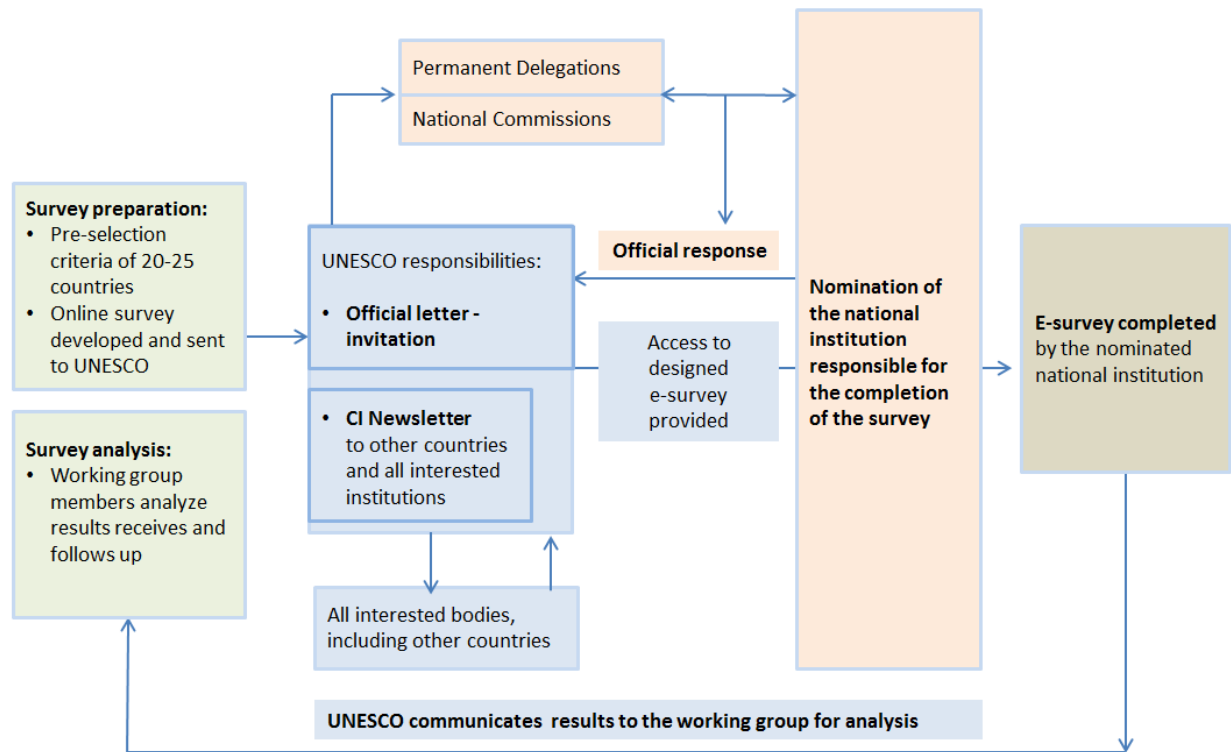 Permanent Delegations
National Commissions
Survey preparation:
• Pre-selection
criteria of 20-25
countries
• Online survey
developed and sent
to UNESCO
Survey analysis:
• Working group
members analyze
results receives and
follows up
UNESCO responsibilities:
• Official letter -
invitation
• CI Newsletter
to other countries
and all interested
institutions
All interested bodies,
including other countries
Official response
Access to
designed
e-survey
provided
Nomination of
the national
institution
responsible for
the completion
of the survey
E-survey completed
by the nominated
national institution
UNESCO communicates results to the working group for analysis